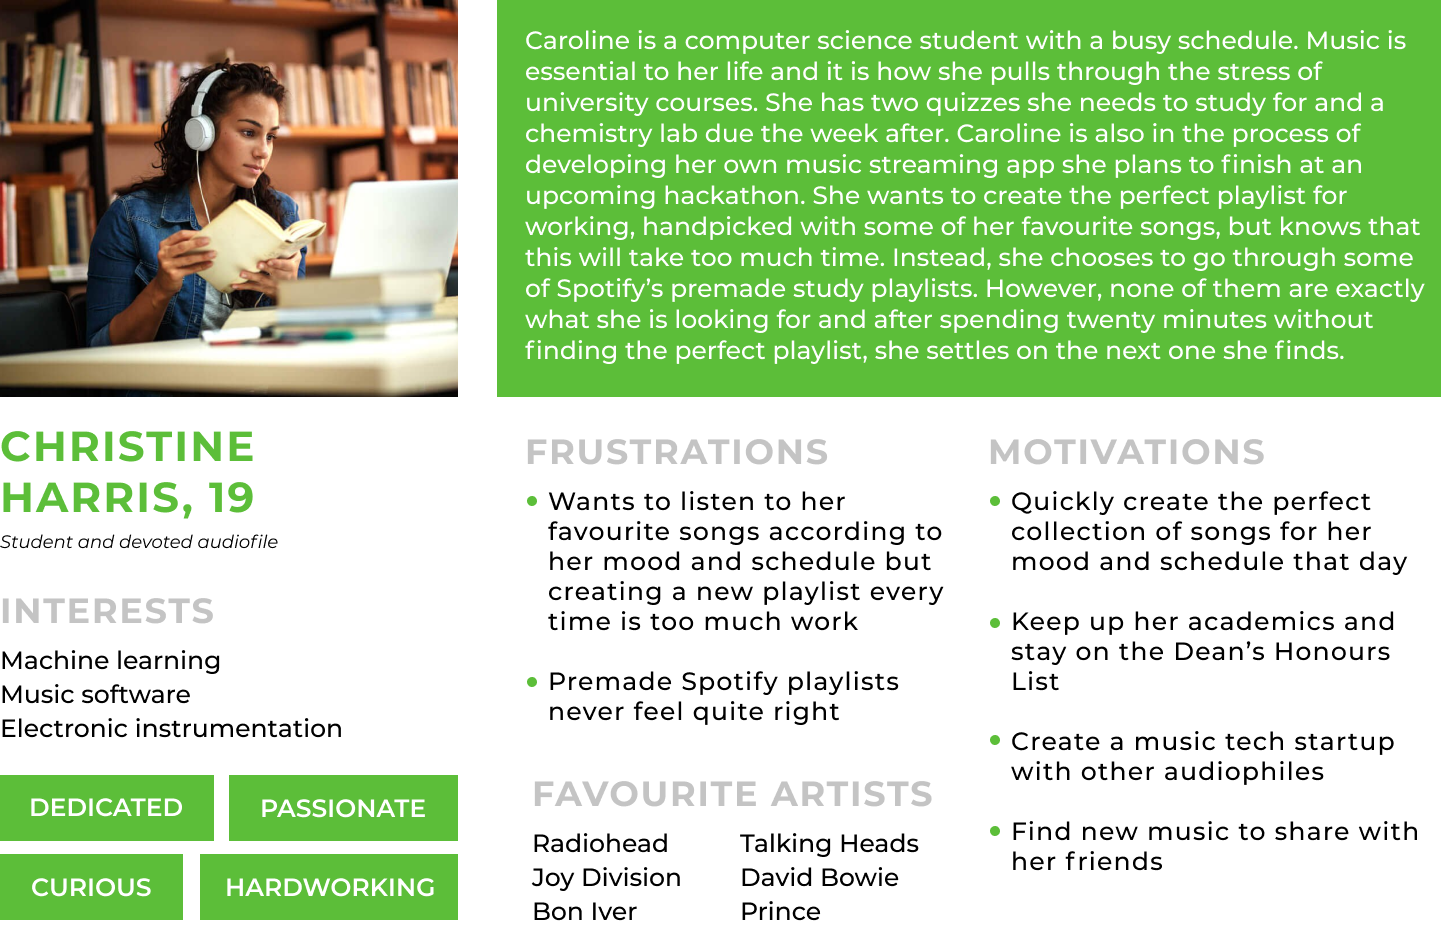 Caroline is a computer science student with a busy schedule. Music is
essential to her life and it is how she pulls through the stress of
university courses. She has two quizzes she needs to study for and a
chemistry lab due the week after. Caroline is also in the process of
developing her own music streaming app she plans to finish at an
upcoming hackathon. She wants to create the perfect playlist for
working, handpicked with some of her favourite songs, but knows that
this will take too much time. Instead, she chooses to go through some
of Spotify’s premade study playlists. However, none of them are exactly
what she is looking for and after spending twenty minutes without
finding the perfect playlist, she settles on the next one she finds.
CHRISTINE
HARRIS, 19
Student and devoted audiofile
INTERESTS
Machine learning
Music software
Electronic instrumentation
DEDICATED
PASSIONATE
CURIOUS
HARDWORKING
FRUSTRATIONS
Wants to listen to her
favourite songs according to
her mood and schedule but
creating a new playlist every
time is too much work
Premade Spotify playlists
never feel quite right
FAVOURITE ARTISTS
Radiohead
Joy Division
Bon Iver
Talking Heads
David Bowie
Prince
MOTIVATIONS
Quickly create the perfect
collection of songs for her
mood and schedule that day
Keep up her academics and
stay on the Dean’s Honours
List
Create a music tech startup
with other audiophiles
Find new music to share with
her friends